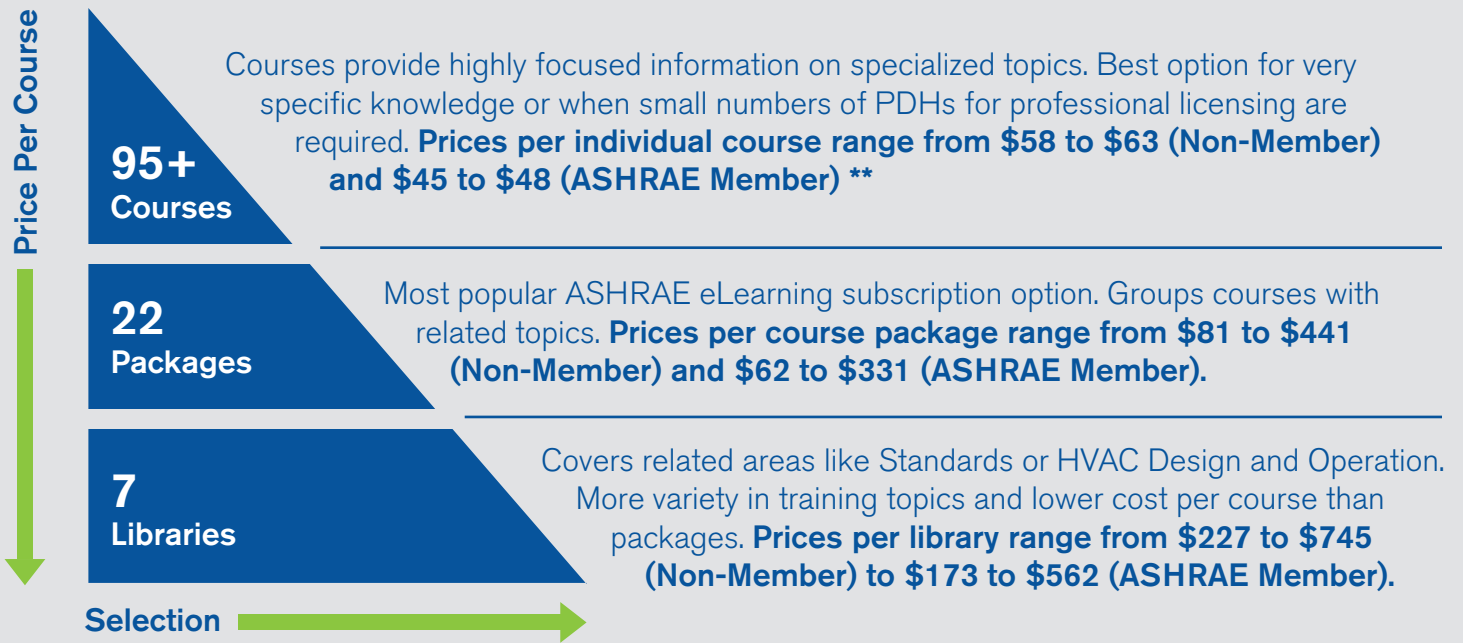 Price Per Course
95+
Courses
Courses provide highly focused information on specialized topics. Best option for very
specific knowledge or when small numbers of PDHs for professional licensing are
required. Prices per individual course range from $58 to $63 (Non-Member)
and $45 to $48 (ASHRAE Member) **
22
Packages
Most popular ASHRAE eLearning subscription option. Groups courses with
related topics. Prices per course package range from $81 to $441
(Non-Member) and $62 to $331 (ASHRAE Member).
7
Libraries
Covers related areas like Standards or HVAC Design and Operation.
More variety in training topics and lower cost per course than
packages. Prices per library range from $227 to $745
(Non-Member) to $173 to $562 (ASHRAE Member).
Selection